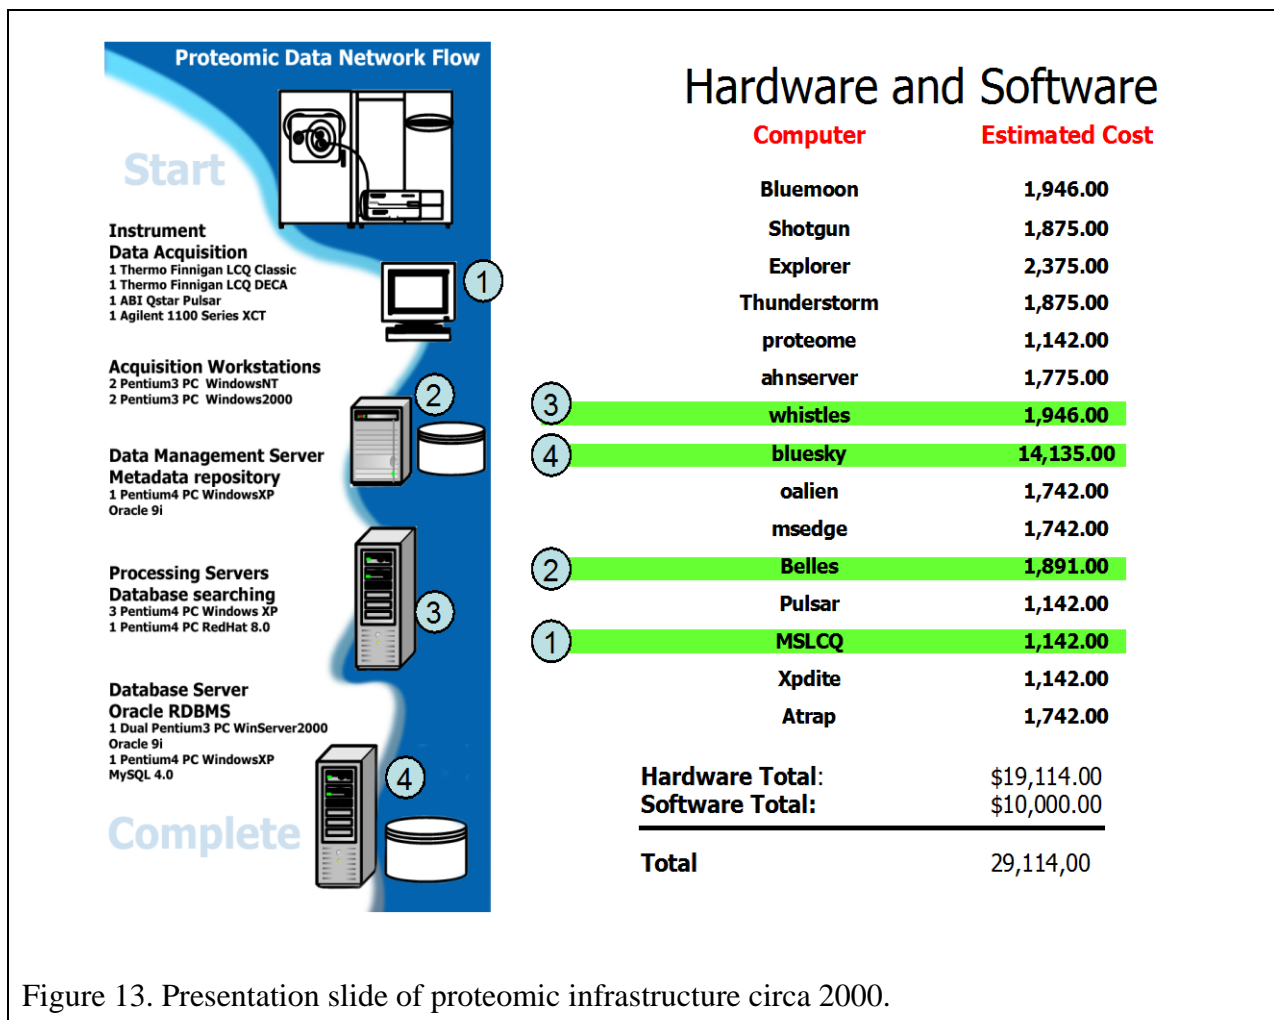 Proteomic Data Network Flow
Start
Instrument
Data Acquisition
1 Thermo Finnigan LCQ Classic
1 Thermo Finnigan LCQ DECA
1 ABI Qstar Pulsar
1 Agilent 1100 Series XCT
1
Acquisition Workstations
2 Pentium3 PC WindowsNT
2 Pentium3 PC Windows2000
2
Data Management Server
Metadata repository
1 Pentium4 PC WindowsXP
Oracle 9i
Processing Servers
Database searching
3 Pentium4 PC Windows XP
1 Pentium4 PC RedHat 8.0
3
Database Server
Oracle RDBMS
1 Dual Pentium3 PC WinServer2000
Oracle 9i
1 Pentium4 PC WindowsXP
MySQL 4.0
4
Complete
Hardware and Software
Computer Estimated Cost
Bluemoon 1,946.00
Shotgun 1,875.00
Explorer 2,375.00
Thunderstorm 1,875.00
proteome 1,142.00
ahnserver 1,775.00
3 whistles 1,946.00
4 bluesky 14,135.00
oalien 1,742.00
msedge 1,742.00
2 Belles 1,891.00
Pulsar 1,142.00
1 MSLCQ 1,142.00
Xpdite 1,142.00
Atrap 1,742.00
Hardware Total: $19,114.00
Software Total: $10,000.00
Total 29,114,00
Figure 13. Presentation slide of proteomic infrastructure circa 2000.